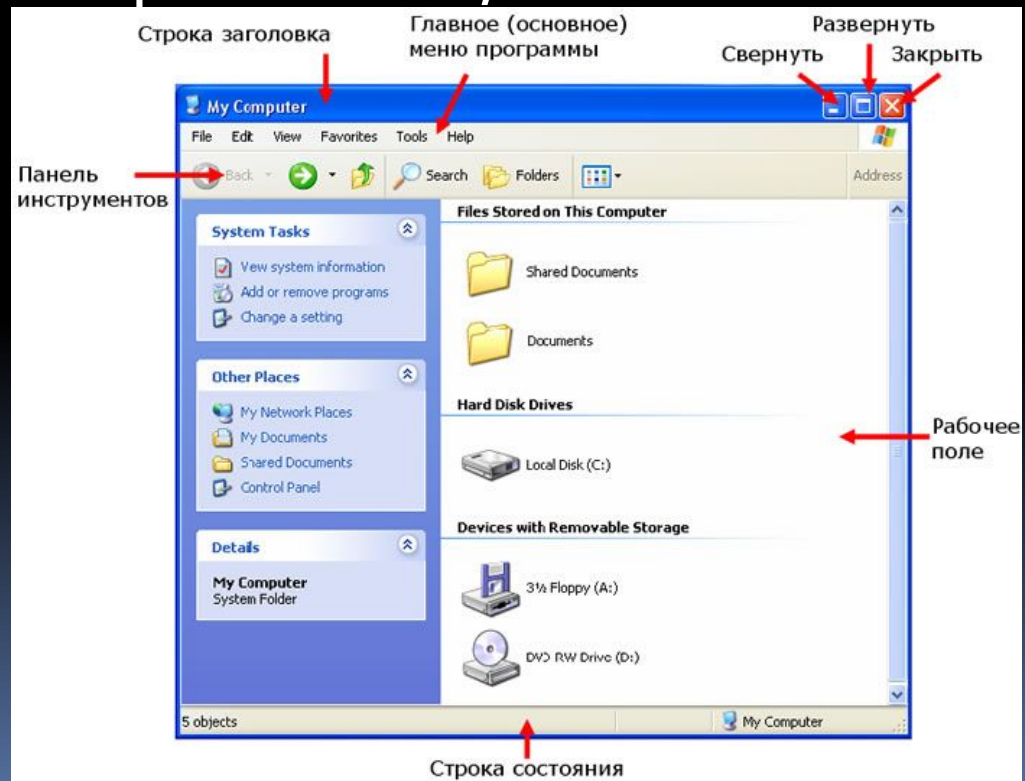 Главное (основное)
меню программы
Развернуть
Строка заголовка
Свернуть
Закрыть
My Computer
File Edit View Favorites Tools Help
Панель
инструментов
Back
Search
Folders
Address
System Tasks
View system information
Add or remove programs
Change a setting
Other Places
My Network Places
My Documents
Shared Documents
Control Panel
Details
My Computer
System Folder
Files Stored on This Computer
Shared Documents
Documents
Hard Disk Drives
Local Disk (C:)
Devices with Removable Storage
3½ Floppy (A:)
DVD RW Drive (D:)
Рабочее
поле
5 objects
My Computer
Строка состояния